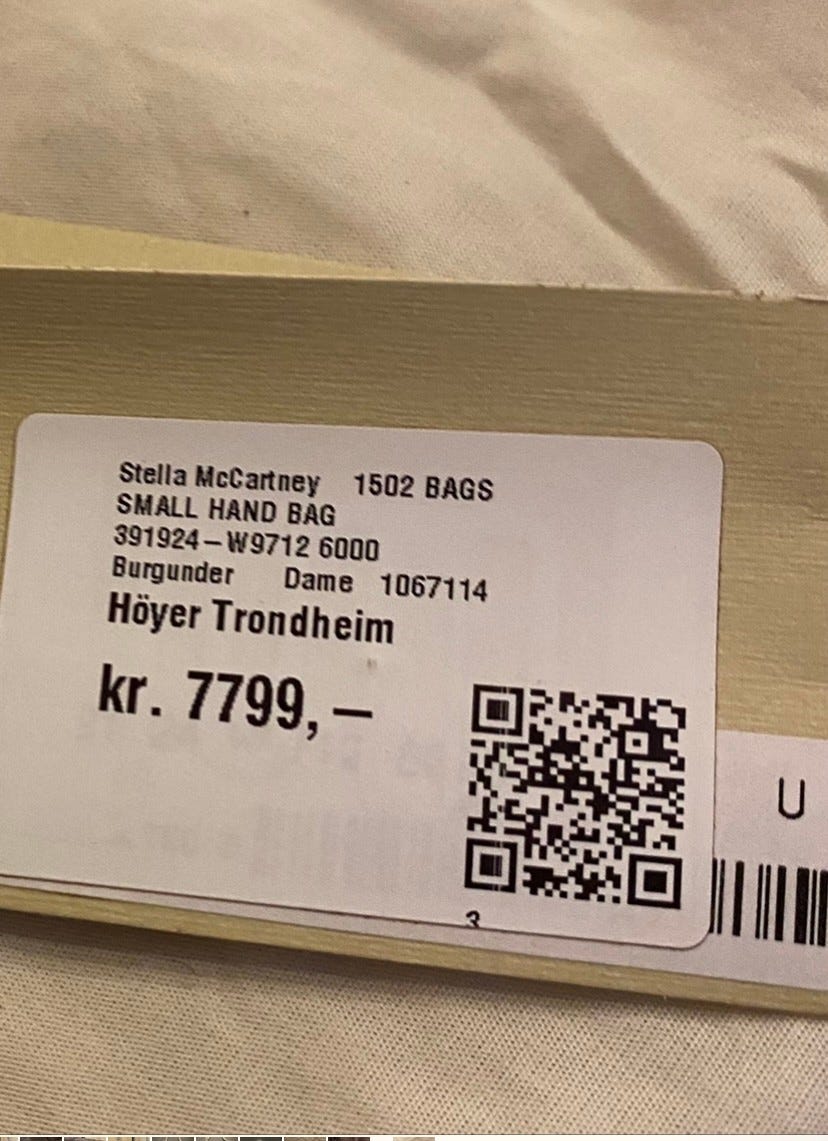 Stella McCartney 1502 BAGS
SMALL HAND BAG
391924-W9712 6000
Burgunder Dame 1067114
Höyer Trondheim
kr. 7799,-
U
3